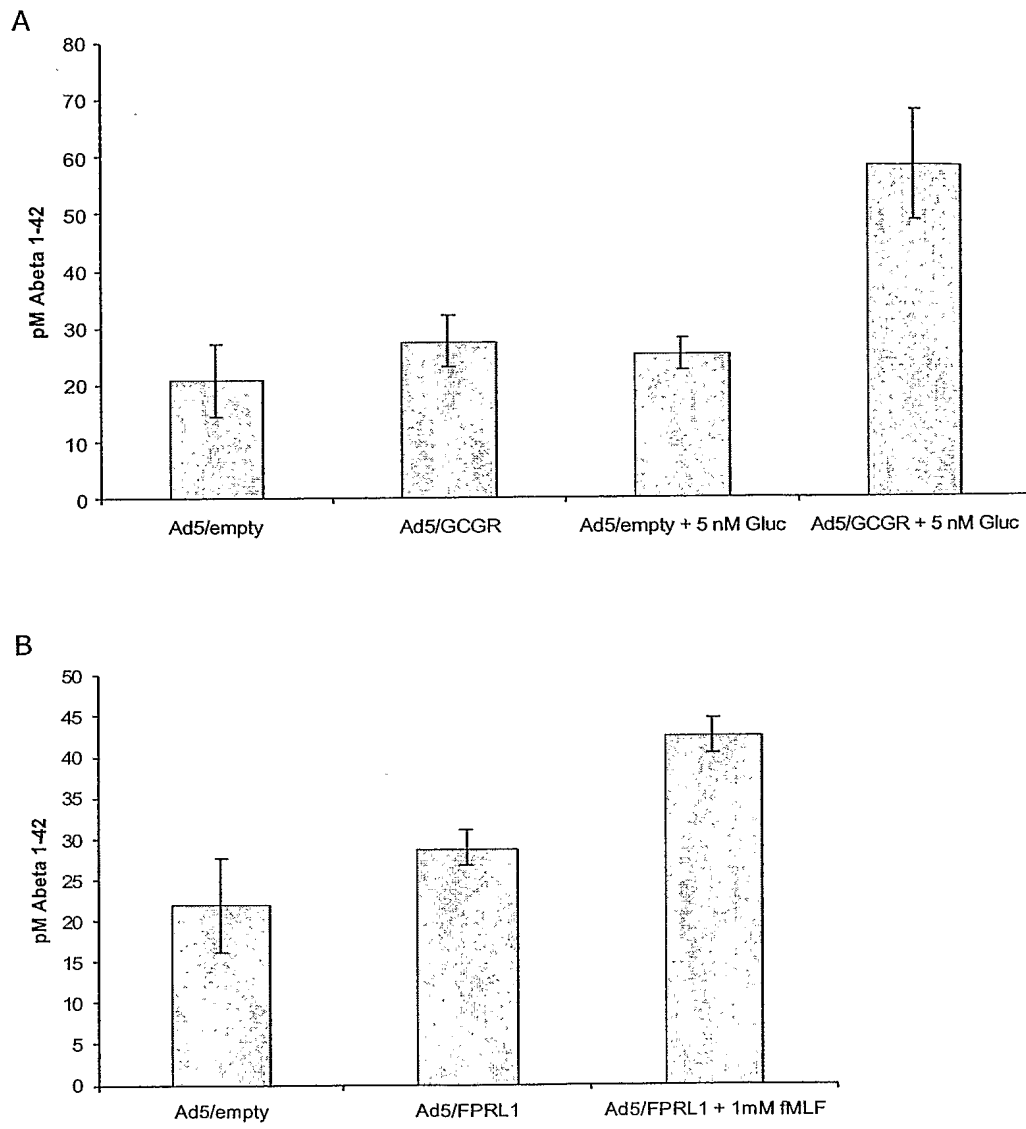 A
80
70
60
50
40
30
20
10
0
pM Abeta 1-42
Ad5/empty
Ad5/GCGR
Ad5/empty + 5 nM Gluc
Ad5/GCGR + 5 nM Gluc
B
50
45
40
35
30
25
20
15
10
5
0
pM Abeta 1-42
Ad5/empty
Ad5/FPRL1
Ad5/FPRL1 + 1mM fMLF